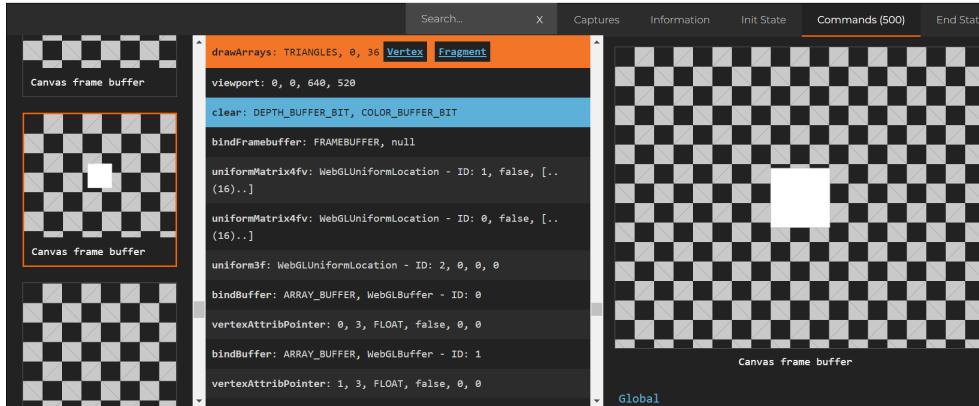 Search... X Captures Information Init State Commands (500) End Stat
Canvas frame buffer
Canvas frame buffer
drawArrays: TRIANGLES, 0, 36 Vertex Fragment
viewport: 0, 0, 640, 520
clear: DEPTH_BUFFER_BIT, COLOR_BUFFER_BIT
bindFramebuffer: FRAMEBUFFER, null
uniformMatrix4fv: WebGLUniformLocation - ID: 1, false, [..
(16)..]
uniformMatrix4fv: WebGLUniformLocation - ID: 0, false, [..
(16)..]
uniform3f: WebGLUniformLocation - ID: 2, 0, 0, 0
bindBuffer: ARRAY_BUFFER, WebGLBuffer - ID: 0
vertexAttribPointer: 0, 3, FLOAT, false, 0, 0
bindBuffer: ARRAY_BUFFER, WebGLBuffer - ID: 1
vertexAttribPointer: 1, 3, FLOAT, false, 0, 0
Canvas frame buffer
Global